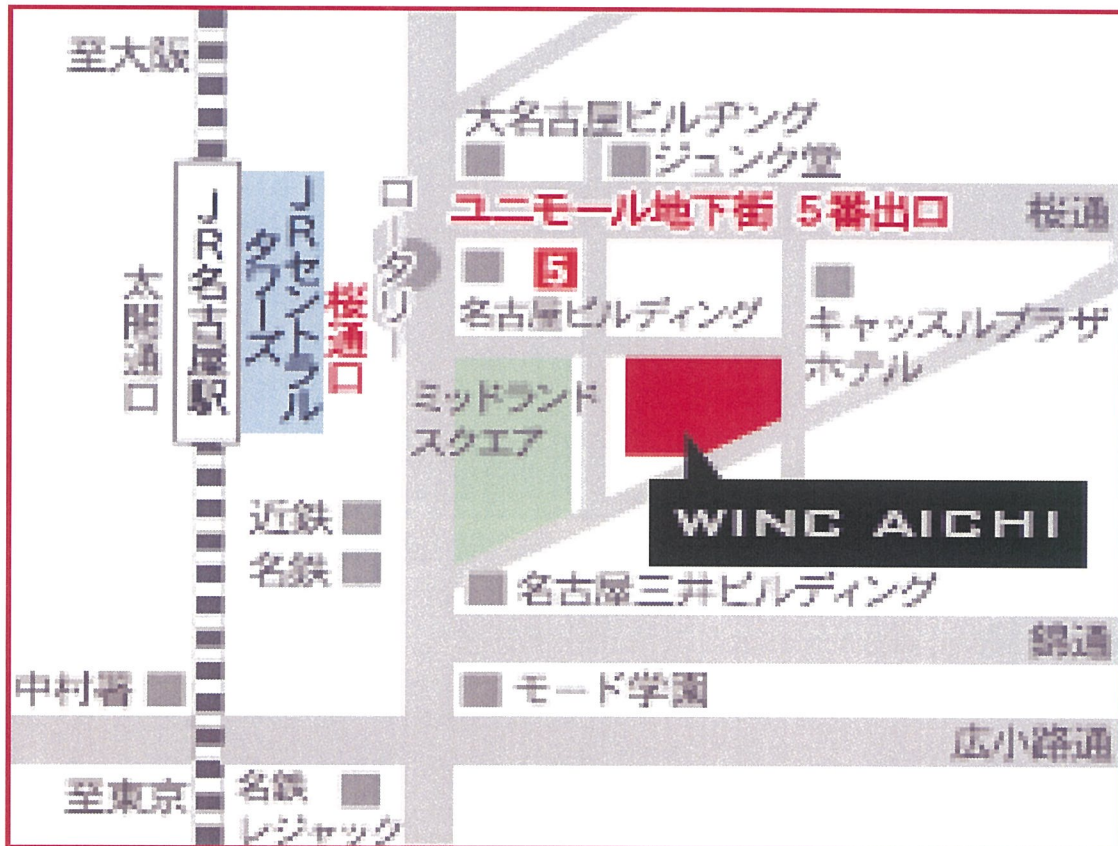 至大阪
大名古屋ビルヂング
ジュンク堂
ユニモール地下街 5番出口
桜通
JR名古屋駅
JRセントラル
タワーズ
ロータリー
太閤通口
桜通口
5
名古屋ビルディング
キャッスルプラザ
ホテル
ミッドランド
スクエア
WINC AICHI
近鉄
名鉄
名古屋三井ビルディング
錦通
中村署
モード学園
広小路通
至東京
名鉄
レジャック